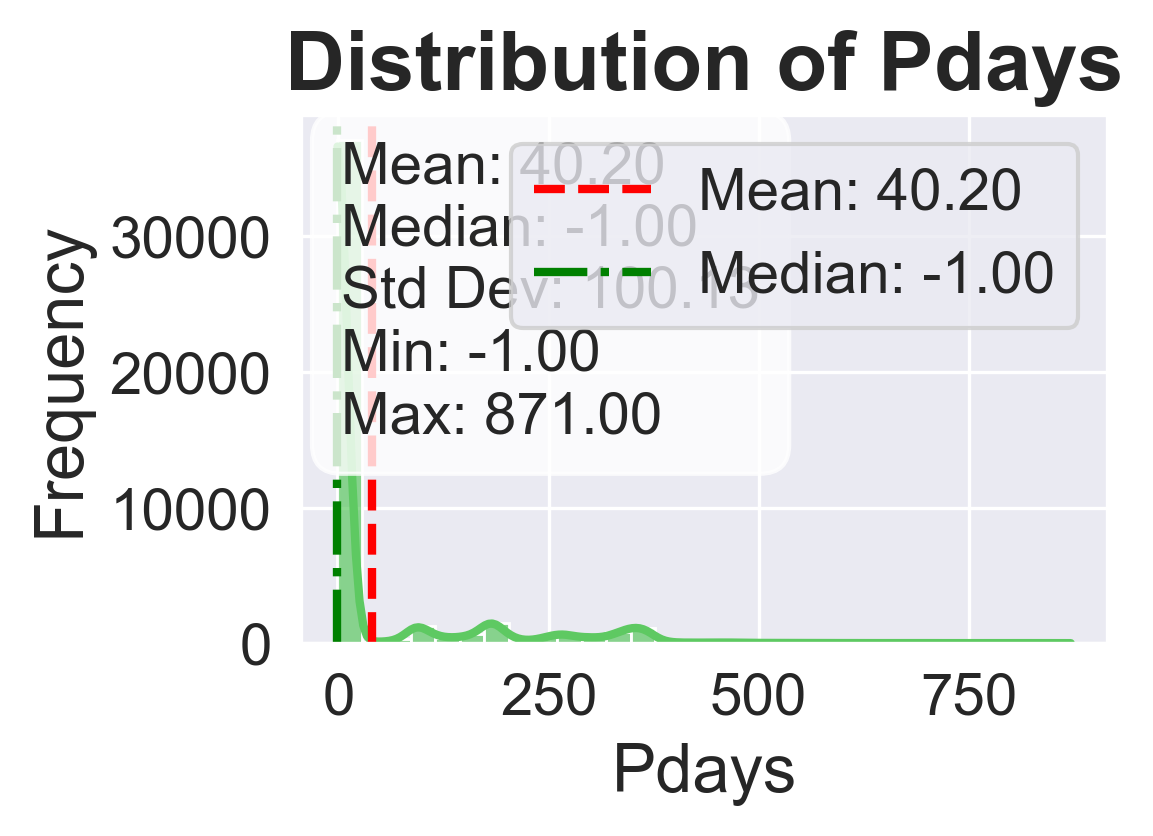 Distribution of Pdays
Mean: 40.20
Median: -1.00
Std Dev: 100.13
Min: -1.00
Max: 871.00
Mean: 40.20
Median: -1.00
Frequency
30000
20000
10000
0
0 250 500 750
Pdays